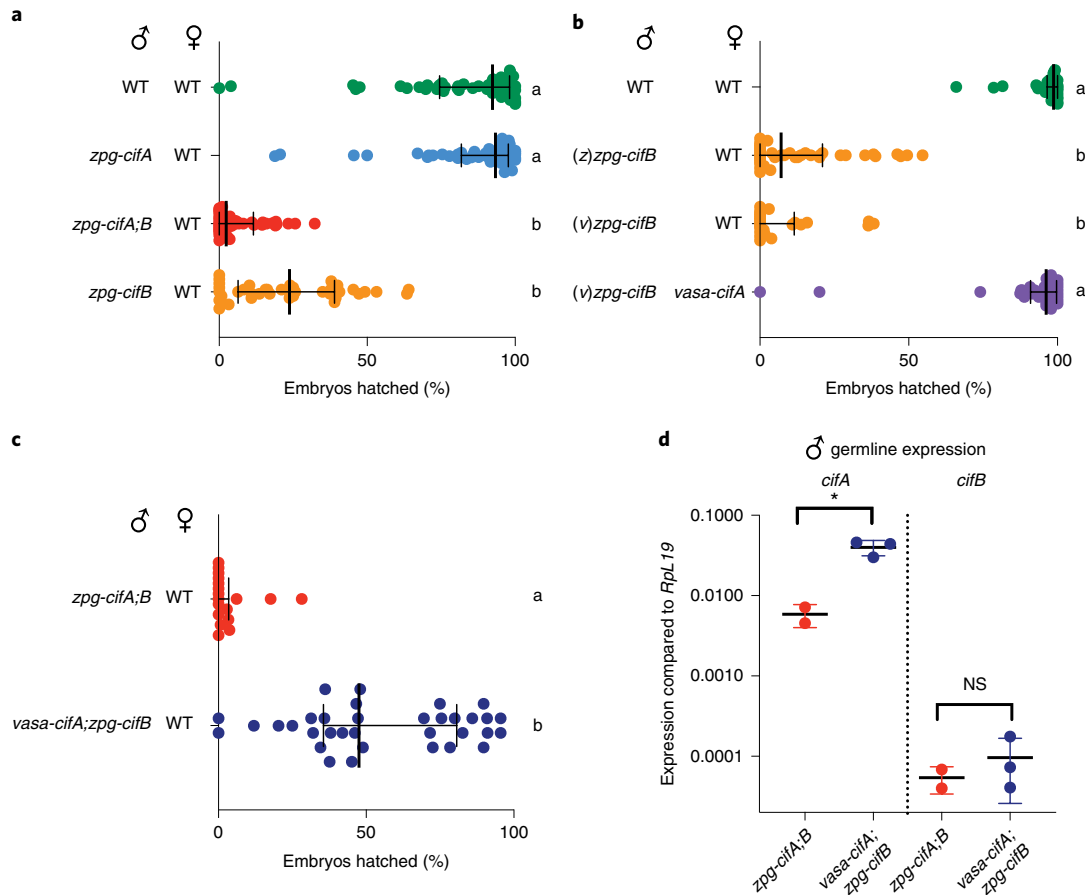 a
♂ ♀
WT WT a
zpg-cifA WT a
zpg-cifA;B WT b
zpg-cifB WT b
0 50 100
Embryos hatched (%)
b
♂ ♀
WT WT a
(z)zpg-cifB WT b
(v)zpg-cifB WT b
(v)zpg-cifB vasa-cifA a
0 50 100
Embryos hatched (%)
c
♂ ♀
zpg-cifA;B WT a
vasa-cifA;zpg-cifB WT b
0 50 100
Embryos hatched (%)
d
♂ germline expression
cifA cifB
*
NS
Expression compared to RpL19
0.1000
0.0100
0.0010
0.0001
zpg-cifA;B
vasa-cifA;
zpg-cifB
zpg-cifA;B
vasa-cifA;
zpg-cifB